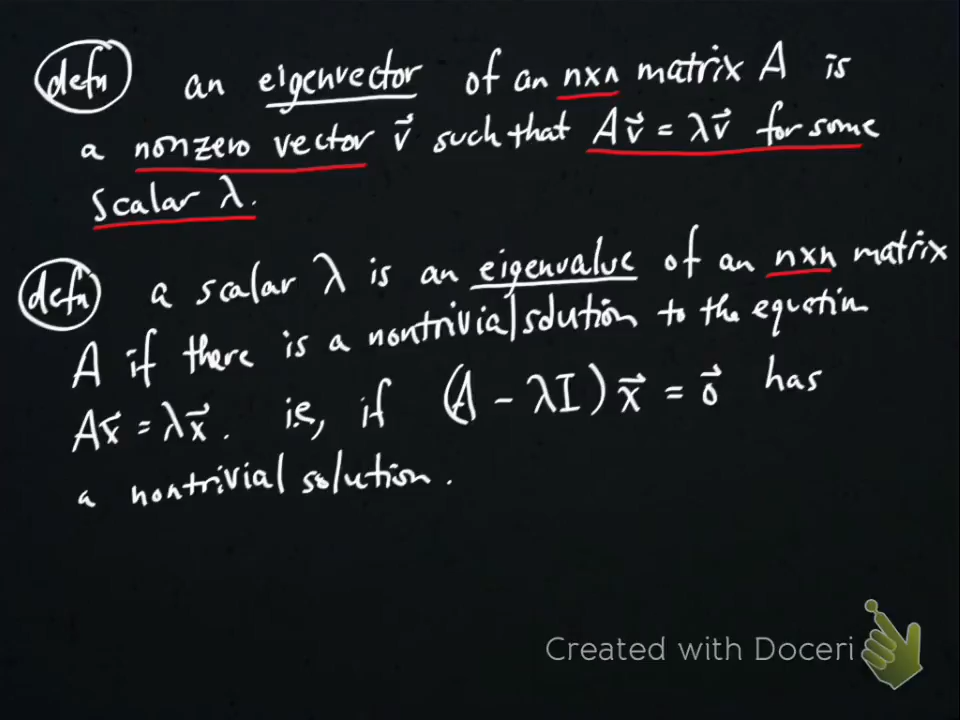 defn an eigenvector of an nxn matrix A is
a nonzero vector v⃗ such that Av⃗ = λv⃗ for some
scalar λ.
defn a scalar λ is an eigenvalue of an nxn matrix
A if there is a nontrivial solution to the equation
Ax⃗ = λx⃗. i.e., if (A - λI)x⃗ = 0⃗ has
a nontrivial solution.
Created with Doceri